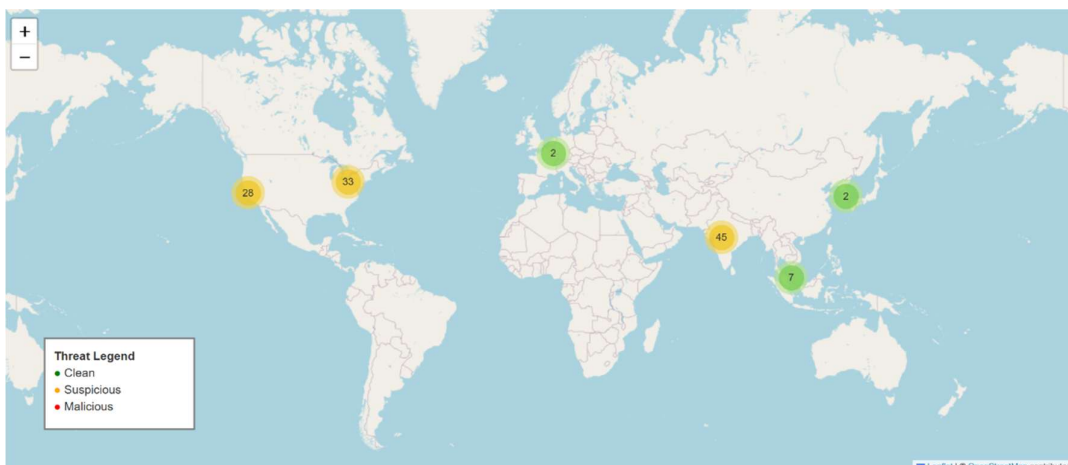 +
−
2
33
28
2
45
7
Threat Legend
Clean
Suspicious
Malicious